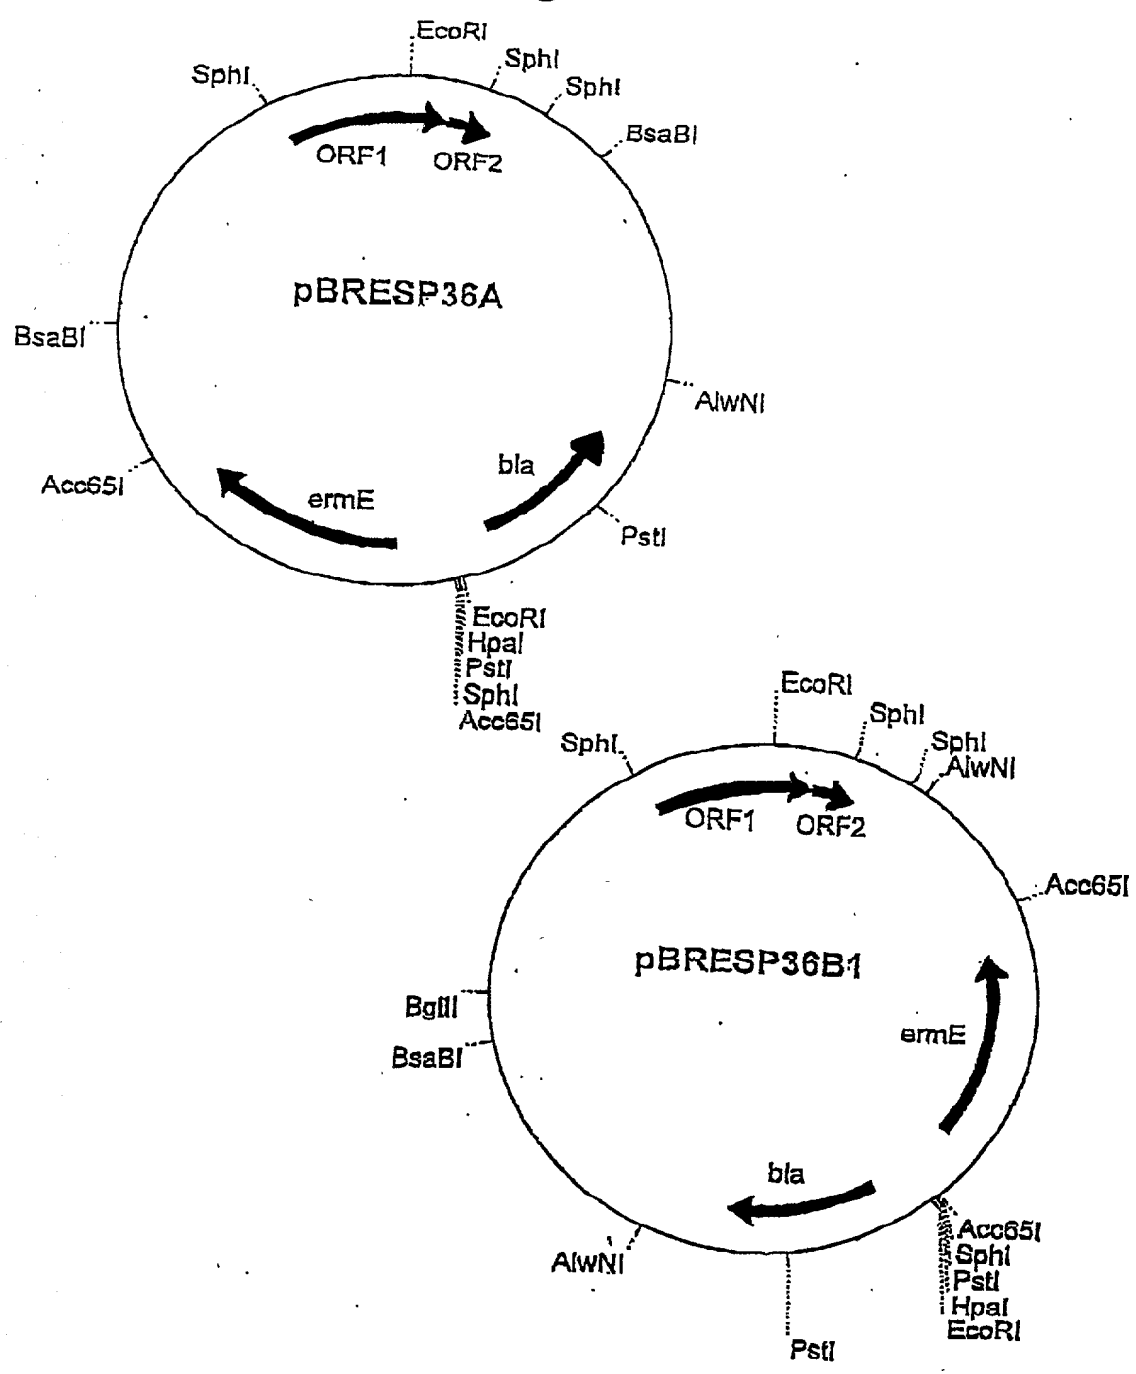 EcoRI
SphI
SphI
SphI
BsaBI
ORF1
ORF2
pBRESP36A
BsaBI
AlwNI
Acc65I
bla
ermE
PstI
EcoRI
HpaI
PstI
SphI
Acc65I
EcoRI
SphI
SphI
SphI
AlwNI
ORF1
ORF2
Acc65I
pBRESP36B1
BglII
BsaBI
ermE
bla
AlwNI
Acc65I
SphI
PstI
HpaI
EcoRI
PstI